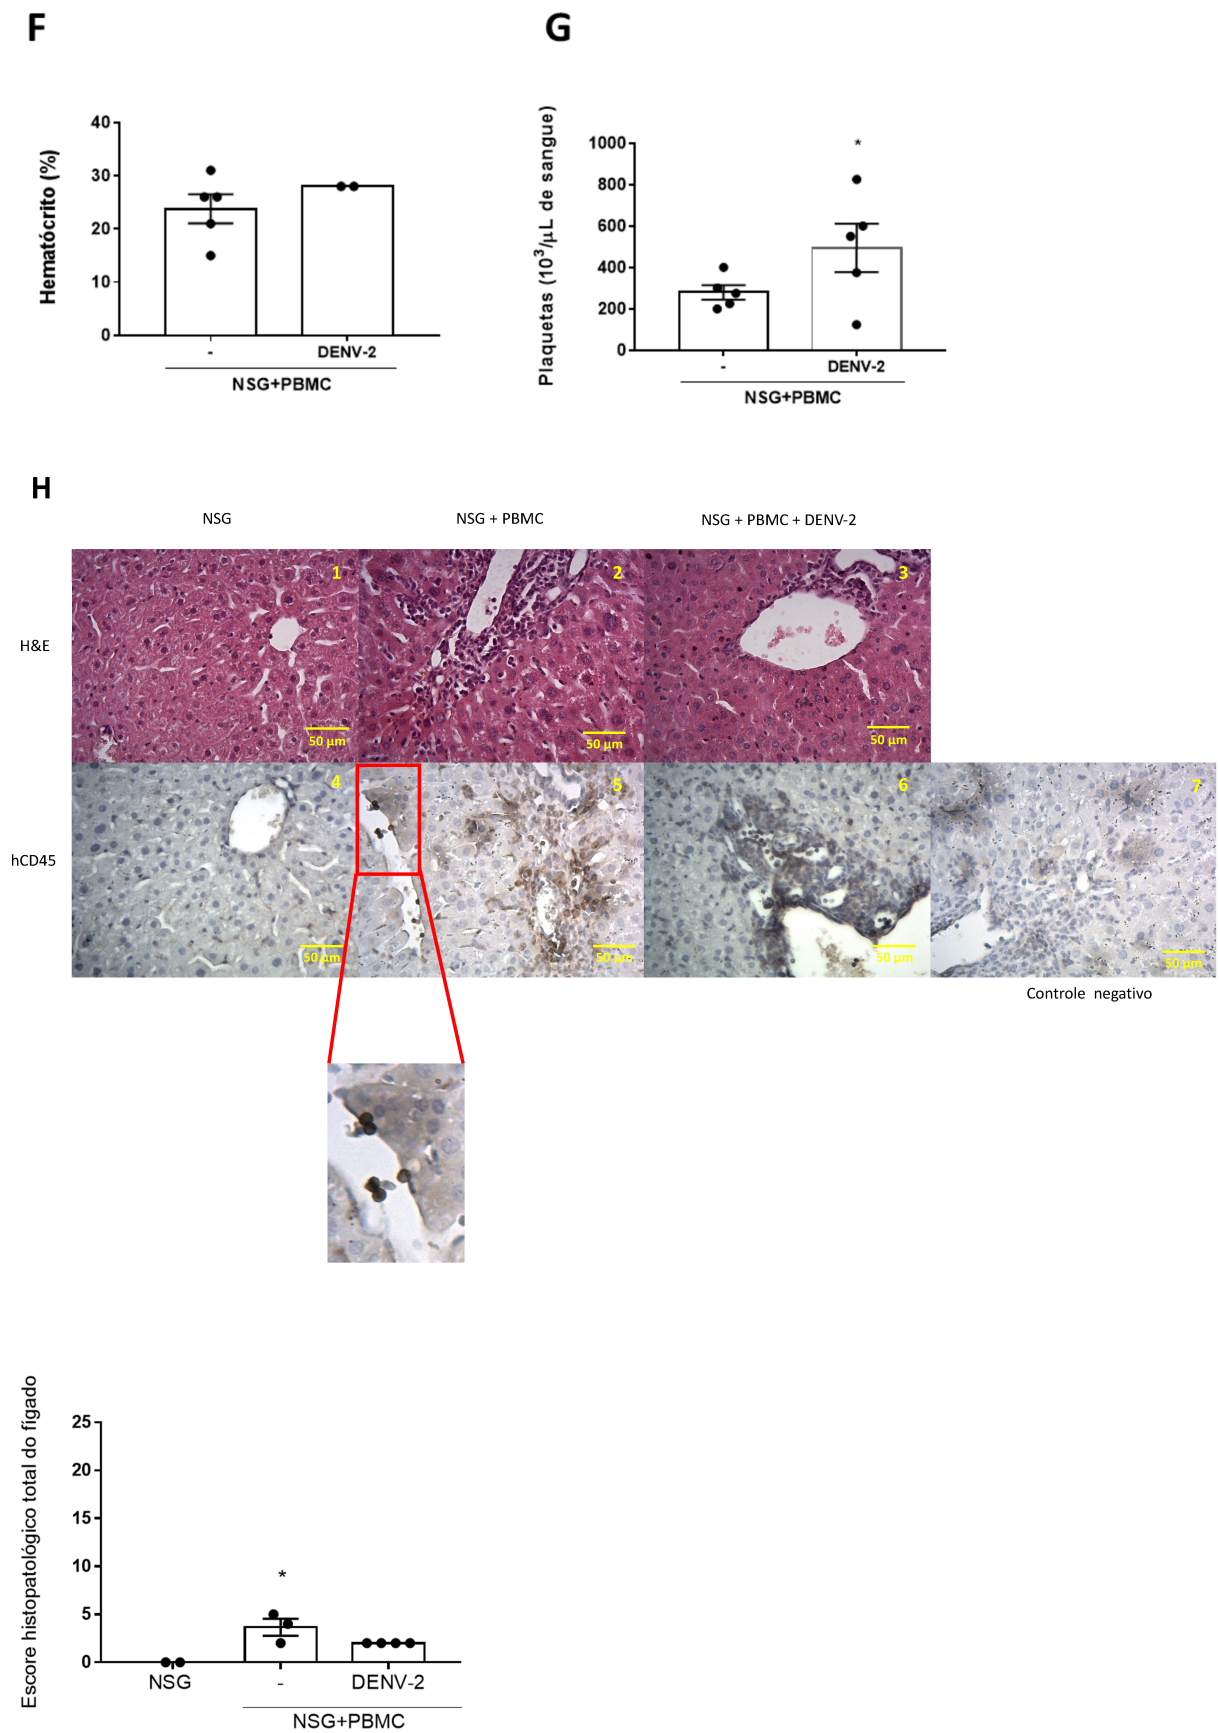 F
G
Hematócrito (%)
40
30
20
10
0
-
DENV-2
NSG+PBMC
Plaquetas (10³/µL de sangue)
1000
800
600
400
200
0
*
-
DENV-2
NSG+PBMC
H
NSG
NSG + PBMC
NSG + PBMC + DENV-2
H&E
1
2
3
50 µm
50 µm
50 µm
hCD45
4
5
6
7
50 µm
50 µm
50 µm
50 µm
Controle negativo
Escore histopatológico total do fígado
25
20
15
10
5
0
*
NSG
-
DENV-2
NSG+PBMC